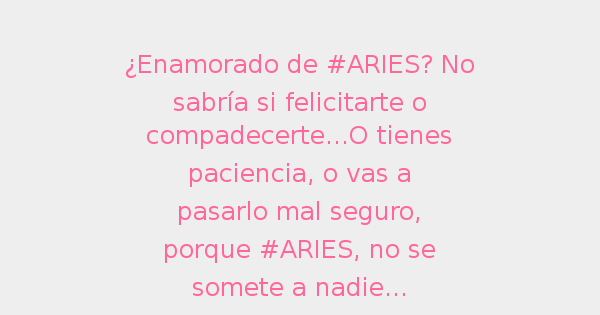 ¿Enamorado de #ARIES? No
sabría si felicitarte o
compadecerte...O tienes
paciencia, o vas a
pasarlo mal seguro,
porque #ARIES, no se
somete a nadie...